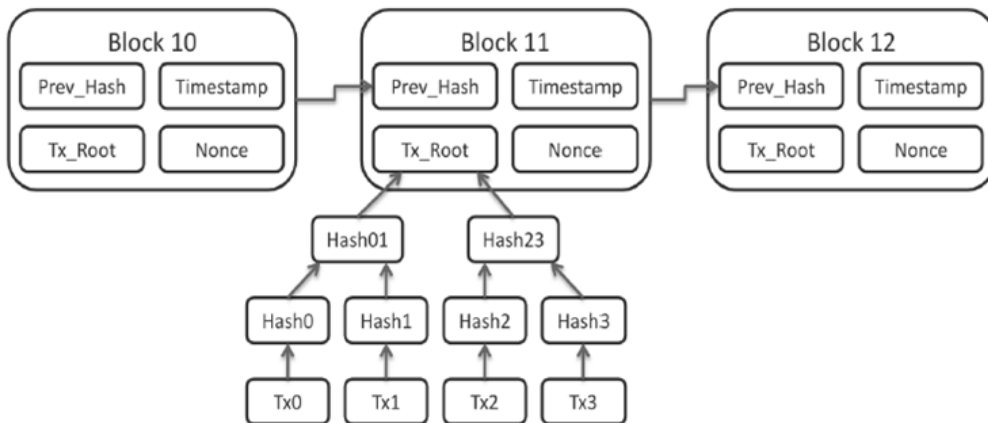 Block 10
Block 11
Block 12
Prev_Hash
Timestamp
Prev_Hash
Timestamp
Prev_Hash
Timestamp
Tx_Root
Nonce
Tx_Root
Nonce
Tx_Root
Nonce
Hash01
Hash23
Hash0
Hash1
Hash2
Hash3
Tx0
Tx1
Tx2
Tx3